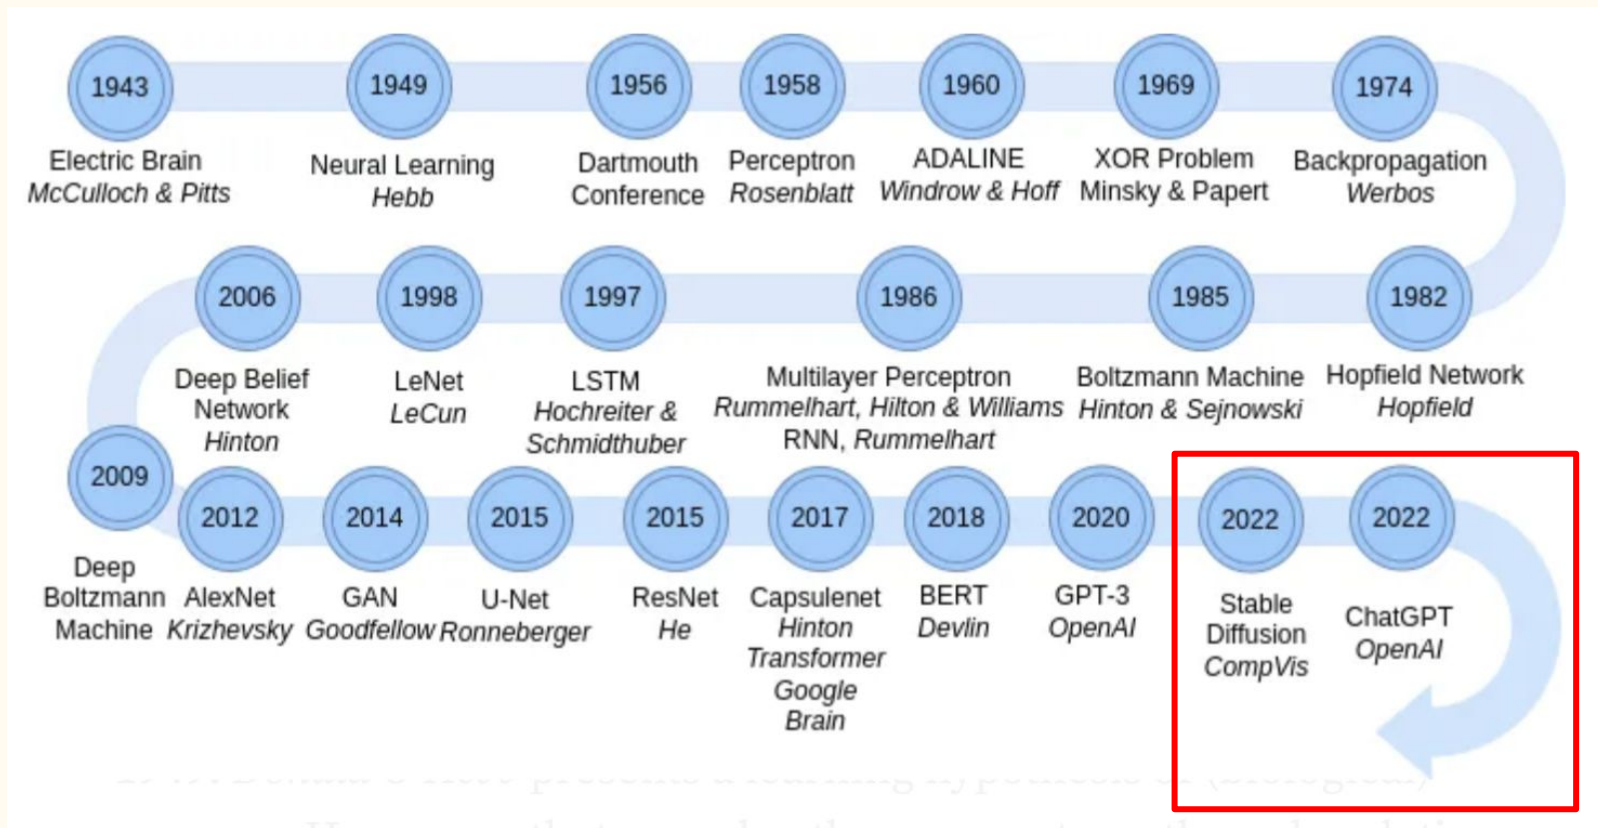 1943
Electric Brain
McCulloch & Pitts
1949
Neural Learning
Hebb
1956
Dartmouth
Conference
1958
Perceptron
Rosenblatt
1960
ADALINE
Windrow & Hoff
1969
XOR Problem
Minsky & Papert
1974
Backpropagation
Werbos
1982
Hopfield Network
Hopfield
1985
Boltzmann Machine
Hinton & Sejnowski
1986
Multilayer Perceptron
Rummelhart, Hilton & Williams
RNN, Rummelhart
1997
LSTM
Hochreiter &
Schmidthuber
1998
LeNet
LeCun
2006
Deep Belief
Network
Hinton
2009
Deep
Boltzmann
Machine
2012
AlexNet
Krizhevsky
2014
GAN
Goodfellow
2015
U-Net
Ronneberger
2015
ResNet
He
2017
Capsulenet
Hinton
Transformer
Google
Brain
2018
BERT
Devlin
2020
GPT-3
OpenAI
2022
Stable
Diffusion
CompVis
2022
ChatGPT
OpenAI